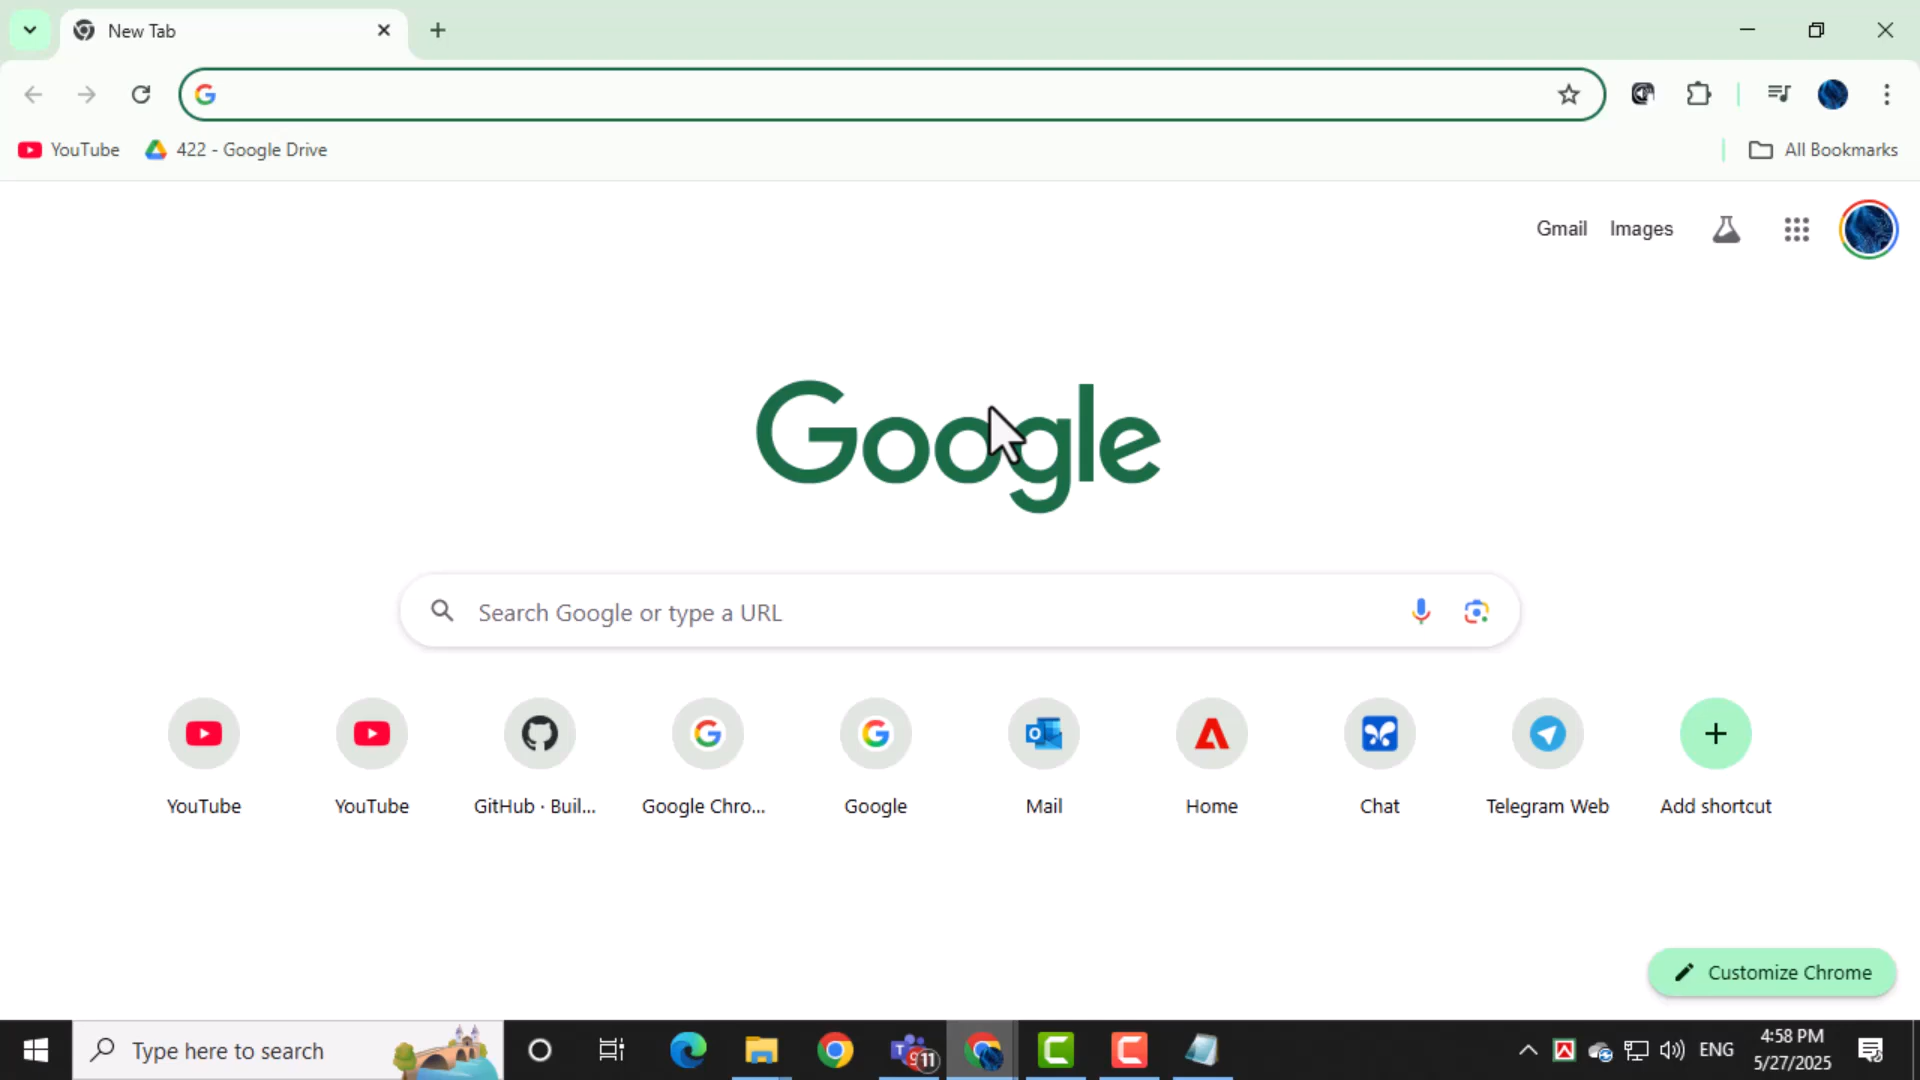 New Tab
YouTube
422 - Google Drive
All Bookmarks
Gmail
Images
Google
Search Google or type a URL
YouTube
YouTube
GitHub · Buil...
Google Chro...
Google
Mail
Home
Chat
Telegram Web
Add shortcut
Customize Chrome
Type here to search
11
ENG
4:58 PM
5/27/2025